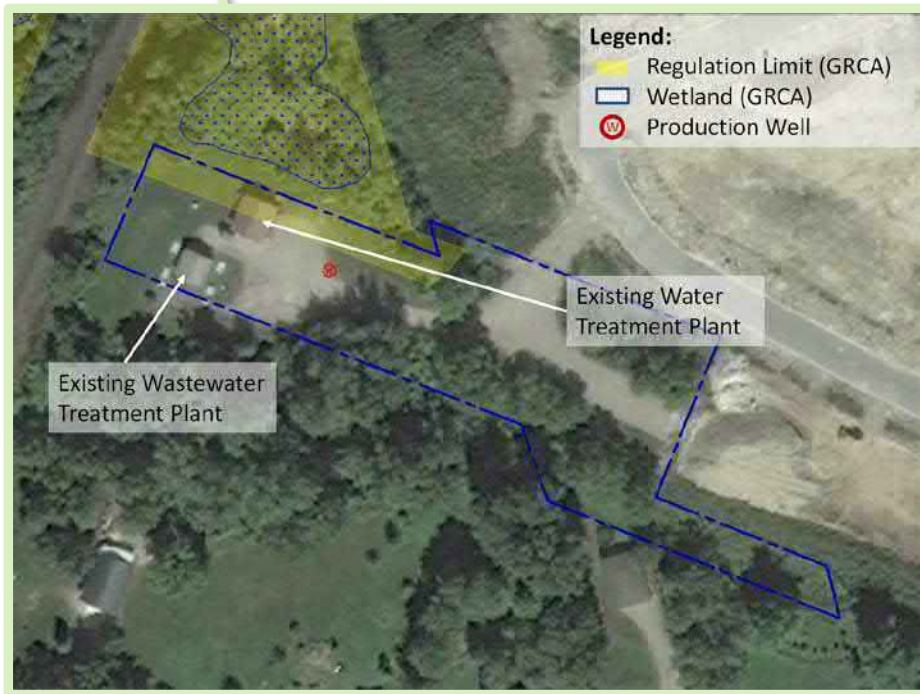 Legend:
Regulation Limit (GRCA)
Wetland (GRCA)
W Production Well
Existing Water
Treatment Plant
Existing Wastewater
Treatment Plant